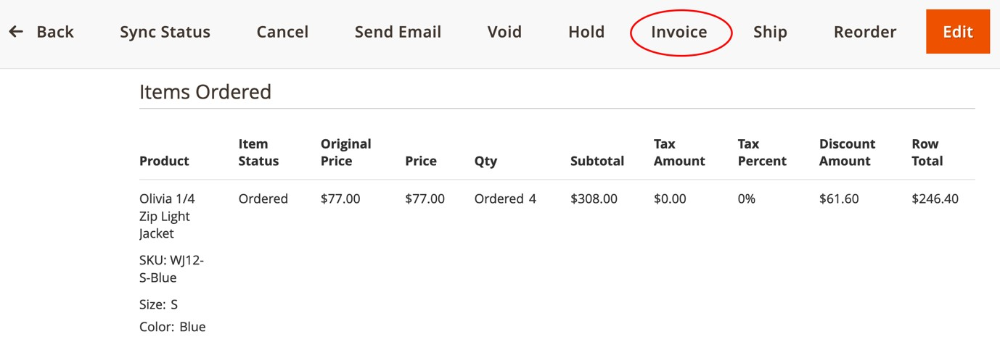 ← Back Sync Status Cancel Send Email Void Hold Invoice Ship Reorder Edit
Items Ordered
Product Item Status Original Price Price Qty Subtotal Tax Amount Tax Percent Discount Amount Row Total
Olivia 1/4 Ordered $77.00 $77.00 Ordered 4 $308.00 $0.00 0% $61.60 $246.40
Zip Light
Jacket
SKU: WJ12-
S-Blue
Size: S
Color: Blue